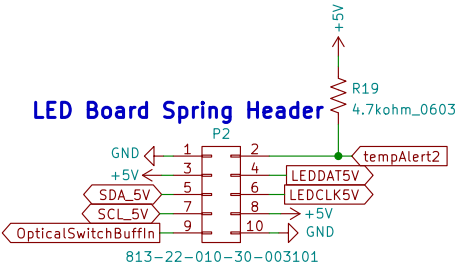 +5V
R19
4.7kohm_0603
LED Board Spring Header
P2
GND 1 2 tempAlert2
+5V 3 4 LEDDAT5V
SDA_5V 5 6 LEDCLK5V
SCL_5V 7 8 +5V
OpticalSwitchBuffIn 9 10 GND
813-22-010-30-003101